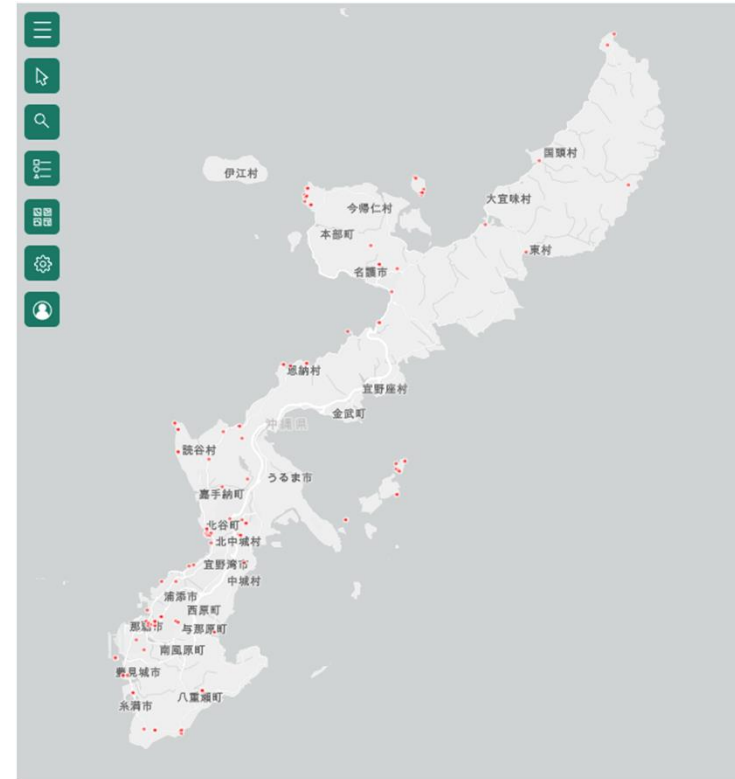 国頭村
伊江村
大宜味村
今帰仁村
本部町
東村
名護市
恩納村
宜野座村
金武町
沖縄県
読谷村
うるま市
嘉手納町
北谷町
北中城村
宜野湾市
中城村
浦添市
西原町
那覇市
与那原町
南風原町
豊見城市
八重瀬町
糸満市